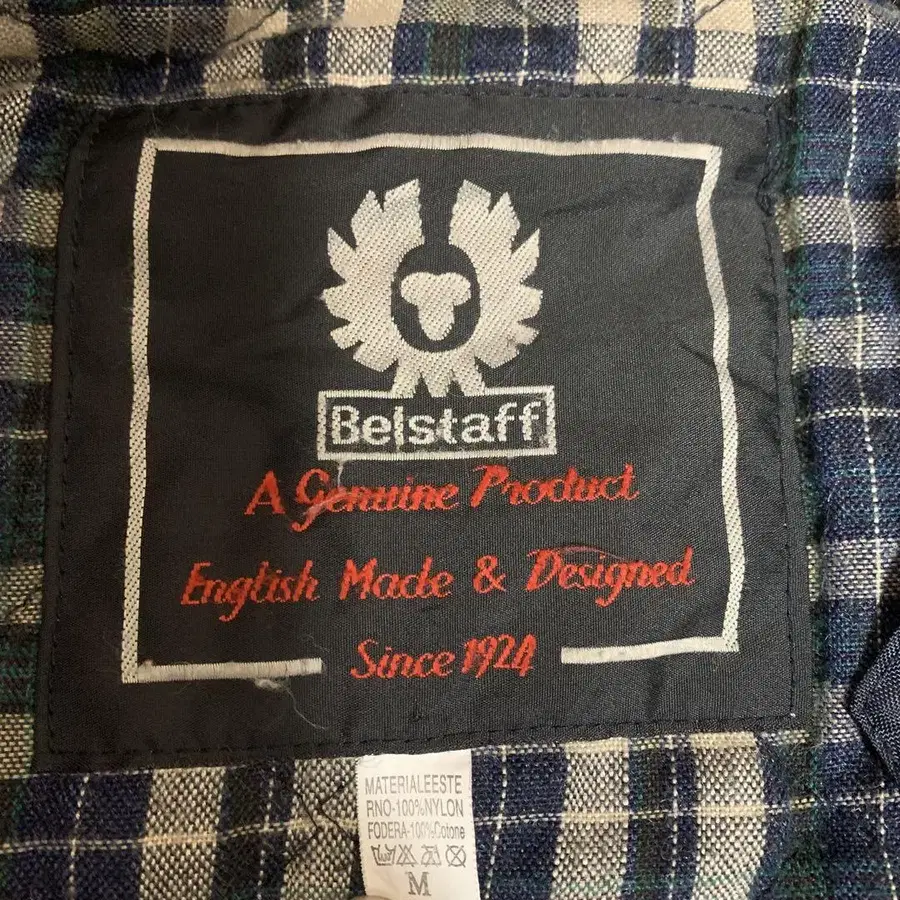 Belstaff
A Genuine Product
English Made & Designed
Since 1924
MATERIALEESTE
RNO-100%NYLON
FODERA-100%Cotone
M